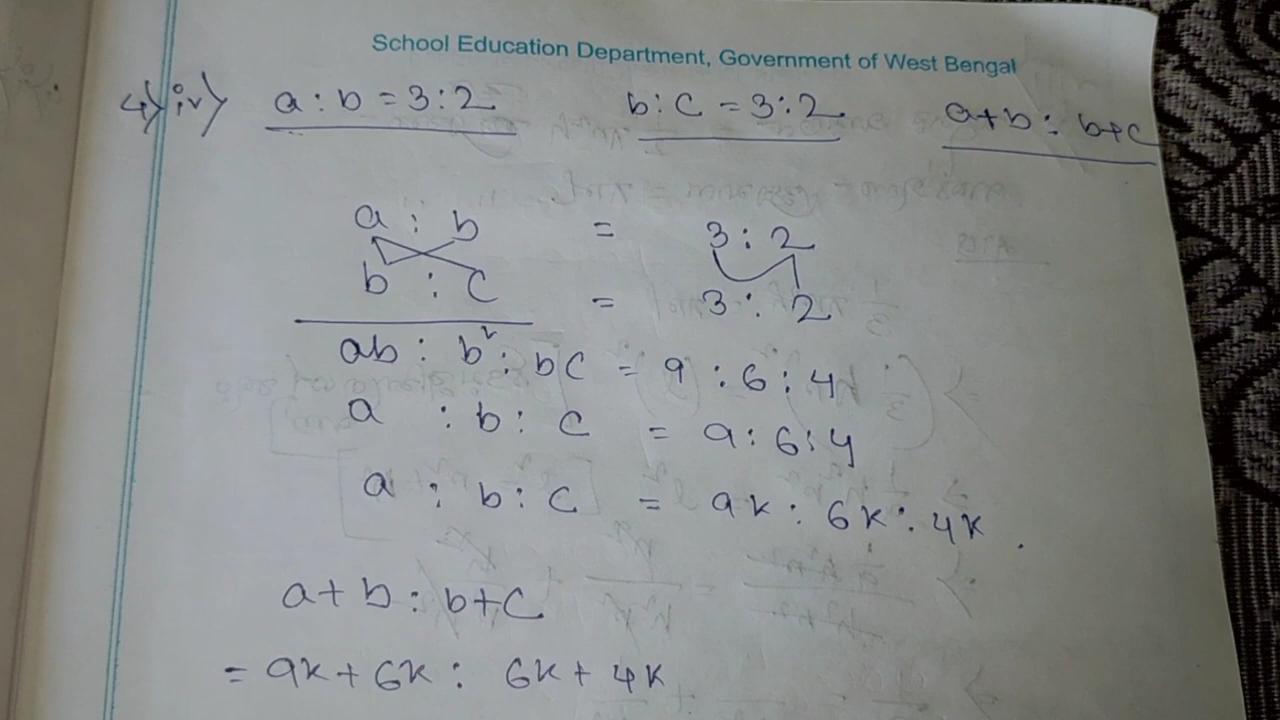 School Education Department, Government of West Bengal
4) iv) a : b = 3 : 2 b : c = 3 : 2 a+b : b+c
a : b = 3 : 2
b : c = 3 : 2
ab : b² : bc = 9 : 6 : 4
a : b : c = 9 : 6 : 4
a : b : c = 9k : 6k : 4k .
a+b : b+c
= 9k + 6k : 6k + 4k